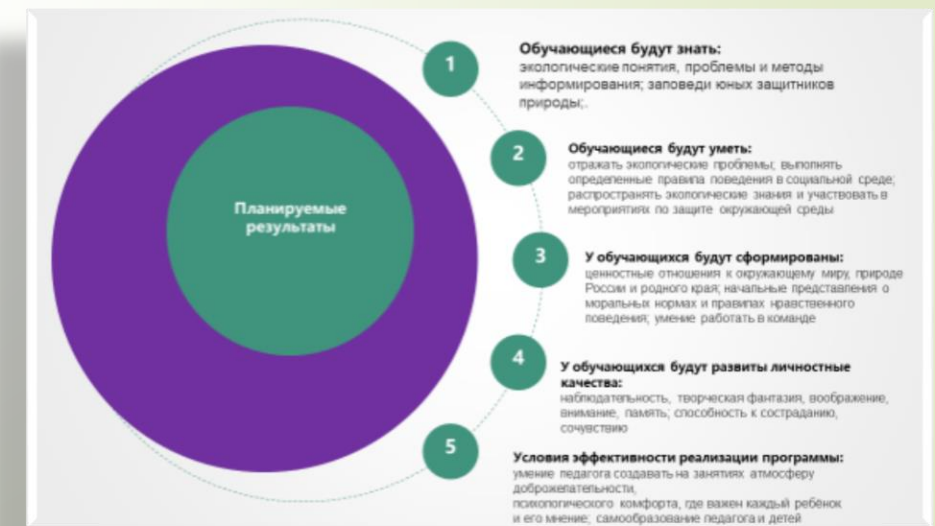 Планируемые
результаты
1
Обучающиеся будут знать:
экологические понятия, проблемы и методы
информирования; заповеди юных защитников
природы;.
2
Обучающиеся будут уметь:
отражать экологические проблемы; выполнять
определенные правила поведения в социальной среде;
распространять экологические знания и участвовать в
мероприятиях по защите окружающей среды
3
У обучающихся будут сформированы:
ценностные отношения к окружающему миру, природе
России и родного края; начальные представления о
моральных нормах и правилах нравственного
поведения; умение работать в команде
4
У обучающихся будут развиты личностные
качества:
наблюдательность, творческая фантазия, воображение,
внимание, память; способность к состраданию,
сочувствию
5
Условия эффективности реализации программы:
умение педагога создавать на занятиях атмосферу
доброжелательности,
психологического комфорта, где важен каждый ребёнок
и его мнение; самообразование педагога и детей